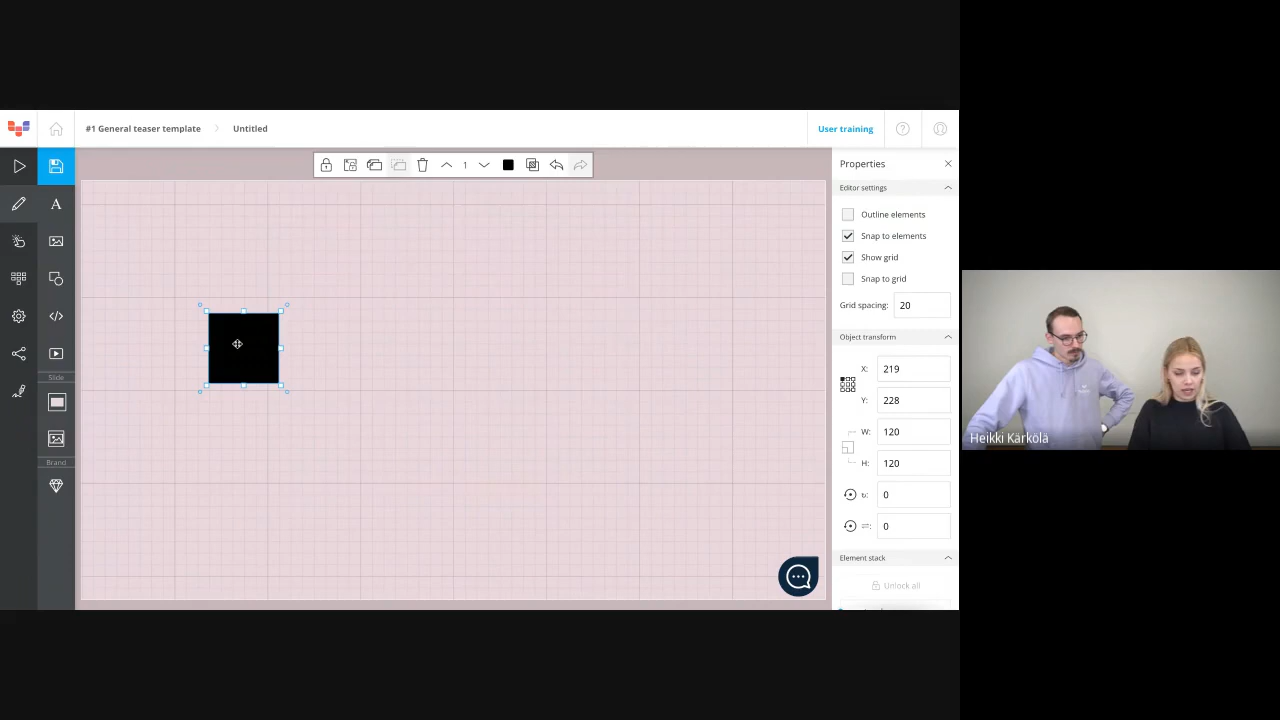 #1 General teaser template
Untitled
User training
Properties
1
Editor settings
Outline elements
Snap to elements
Show grid
Snap to grid
Grid spacing: 20
Object transform
X: 219
Y: 228
W: 120
H: 120
0
0
Element stack
Unlock all
A
Slide
Brand
Heikki Kärkölä